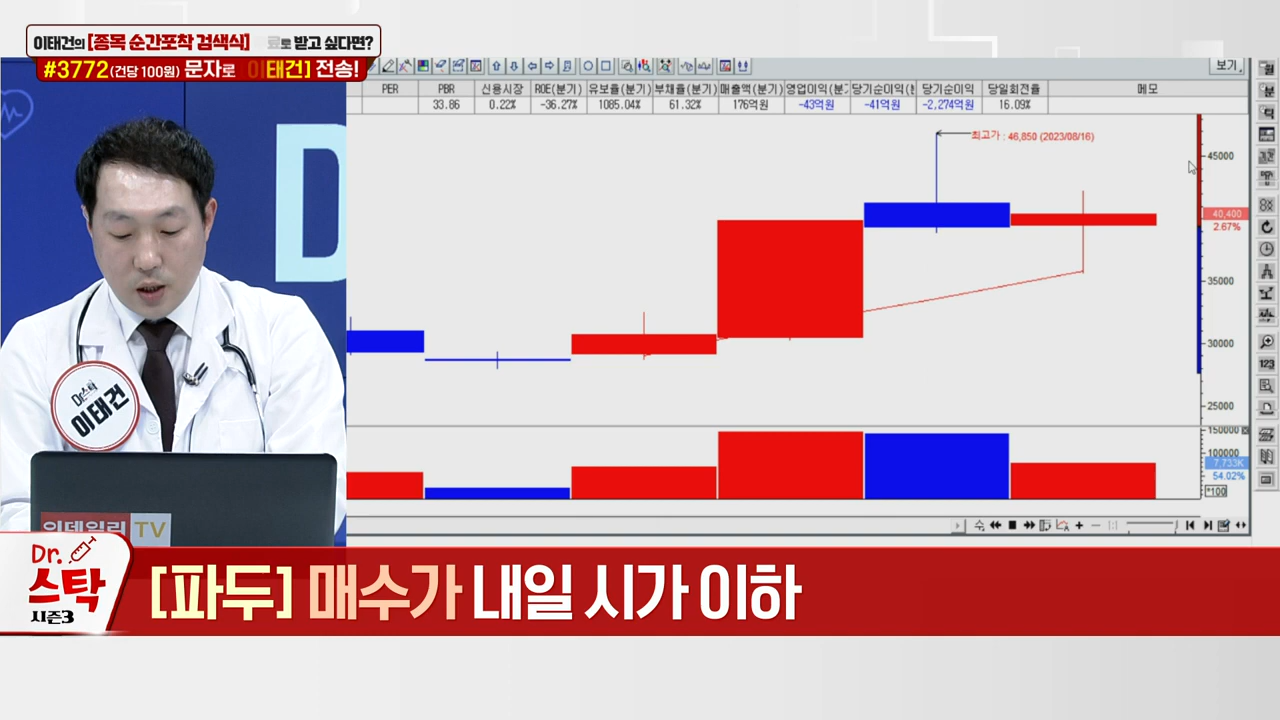 이태건의 [종목 순간포착 검색식] 료로 받고 싶다면?
#3772(건당 100원) 문자로 이태건] 전송!
보기
PER PBR 신용시장 ROE(분기) 유보률(분기) 부채률(분기) 매출액(분기) 영업이익(분기 당기순이익(분 당기순이익 당일회전율 메모
33.86 0.22% -36.27% 1085.04% 61.32% 176억원 -43억원 -41억원 -2,274억원 16.09%
최고가 : 46,850 (2023/08/16)
45000
40,400
2.67%
35000
30000
25000
150000
100000
7,733K
54.02%
*100
123
D
Dr.스탁
이태건
이데일리 TV
Dr.
스탁
시즌3
[파두] 매수가 내일 시가 이하